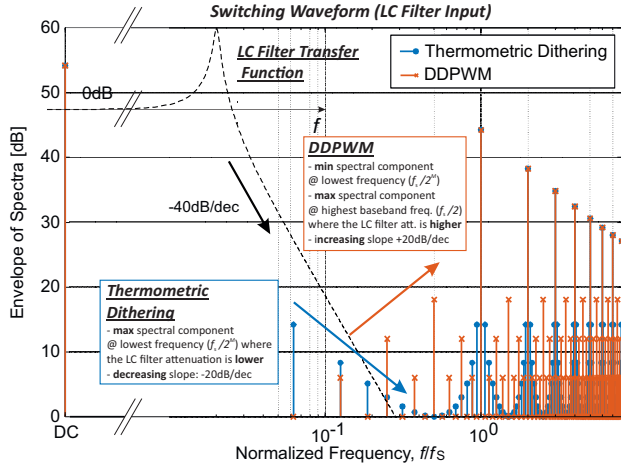 Switching Waveform (LC Filter Input)
60
50
40
30
20
10
0
Envelope of Spectra [dB]
LC Filter Transfer
Function
0dB
f
-40dB/dec
Thermometric Dithering
DDPWM
DDPWM
- min spectral component
@ lowest frequency (fs/2^M)
- max spectral component
@ highest baseband freq. (fs/2)
where the LC filter att. is higher
- increasing slope +20dB/dec
Thermometric
Dithering
- max spectral component
@ lowest frequency (fs/2^M) where
the LC filter attenuation is lower
- decreasing slope: -20dB/dec
DC
10^-1
10^0
Normalized Frequency, f/fS